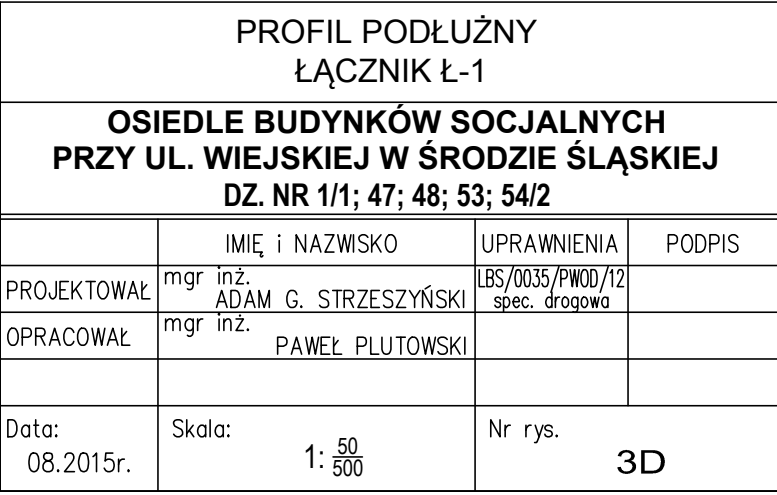 PROFIL PODŁUŻNY
ŁĄCZNIK Ł-1
OSIEDLE BUDYNKÓW SOCJALNYCH
PRZY UL. WIEJSKIEJ W ŚRODZIE ŚLĄSKIEJ
DZ. NR 1/1; 47; 48; 53; 54/2
IMIĘ i NAZWISKO UPRAWNIENIA PODPIS
PROJEKTOWAŁ mgr inż. ADAM G. STRZESZYŃSKI LBS/0035/PWOD/12 spec. drogowa
OPRACOWAŁ mgr inż. PAWEŁ PLUTOWSKI
Data: Skala: Nr rys.
08.2015r. 1: 50/500 3D